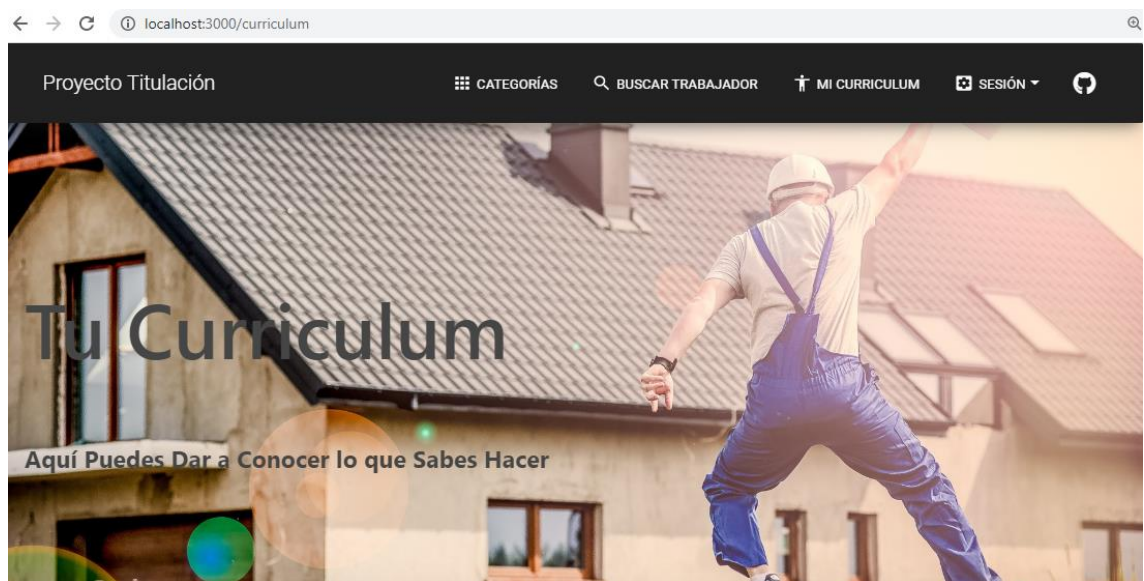 localhost:3000/curriculum
Proyecto Titulación
CATEGORÍAS
BUSCAR TRABAJADOR
MI CURRICULUM
SESIÓN
Tu Curriculum
Aquí Puedes Dar a Conocer lo que Sabes Hacer